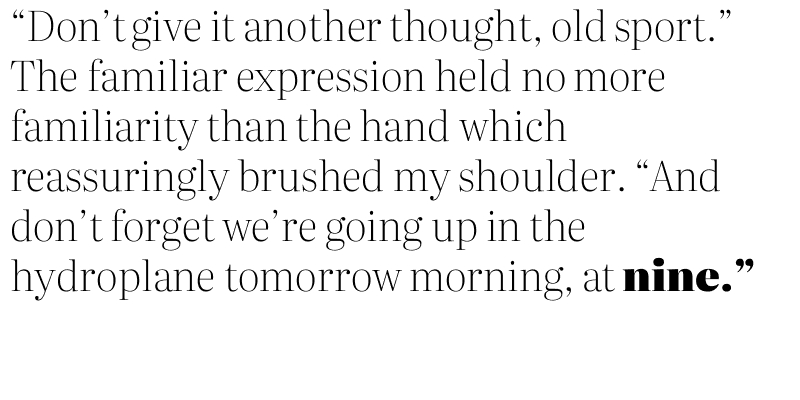 “Don’t give it another thought, old sport.”
The familiar expression held no more
familiarity than the hand which
reassuringly brushed my shoulder. “And
don’t forget we’re going up in the
hydroplane tomorrow morning, at nine.”